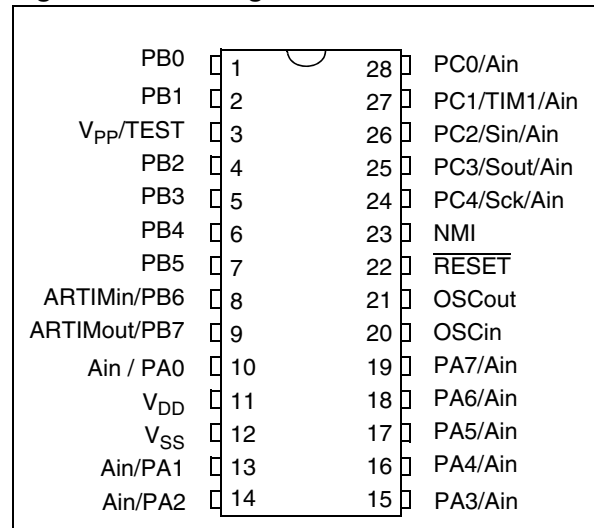 PB0 1 28 PC0/Ain
PB1 2 27 PC1/TIM1/Ain
VPP/TEST 3 26 PC2/Sin/Ain
PB2 4 25 PC3/Sout/Ain
PB3 5 24 PC4/Sck/Ain
PB4 6 23 NMI
PB5 7 22 RESET
ARTIMin/PB6 8 21 OSCout
ARTIMout/PB7 9 20 OSCin
Ain / PA0 10 19 PA7/Ain
VDD 11 18 PA6/Ain
VSS 12 17 PA5/Ain
Ain/PA1 13 16 PA4/Ain
Ain/PA2 14 15 PA3/Ain